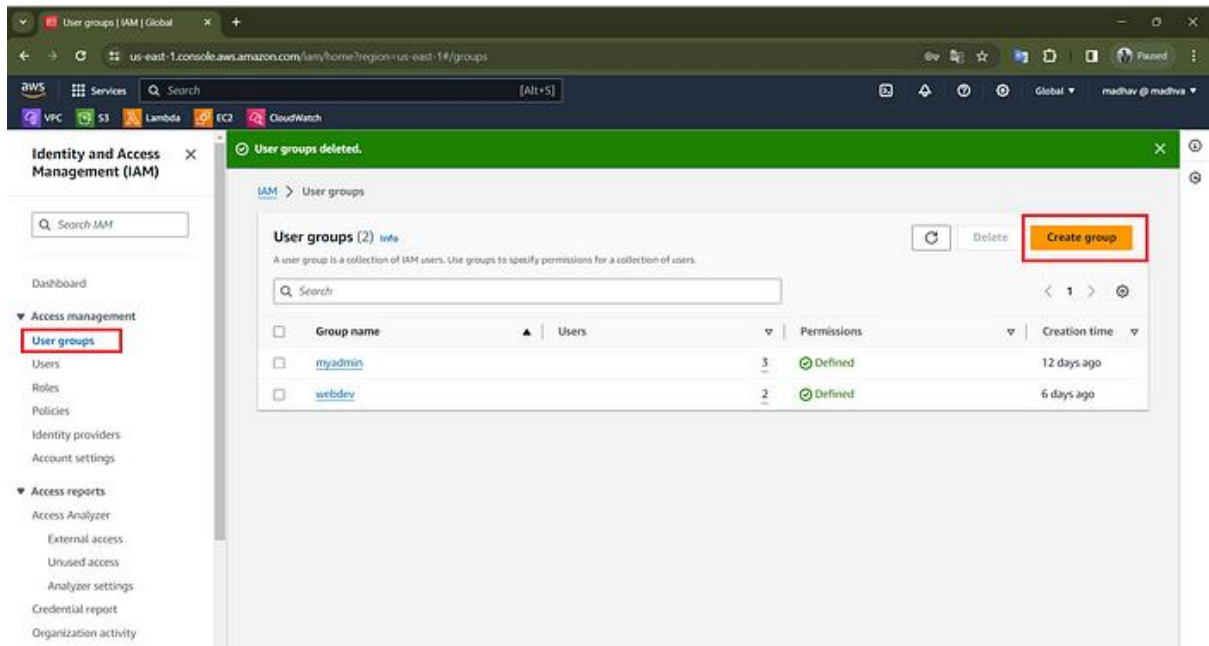 User groups | IAM | Global
us-east-1.console.aws.amazon.com/iam/home?region=us-east-1#/groups
Paused
aws Services Search [Alt+S] Global madhav @ madhva
VPC S3 Lambda EC2 CloudWatch
Identity and Access Management (IAM)
Search IAM
Dashboard
Access management
User groups
Users
Roles
Policies
Identity providers
Account settings
Access reports
Access Analyzer
External access
Unused access
Analyzer settings
Credential report
Organization activity
User groups deleted.
IAM > User groups
User groups (2) Info
Delete
Create group
A user group is a collection of IAM users. Use groups to specify permissions for a collection of users.
Search
1
Group name Users Permissions Creation time
myadmin 3 Defined 12 days ago
webdev 2 Defined 6 days ago